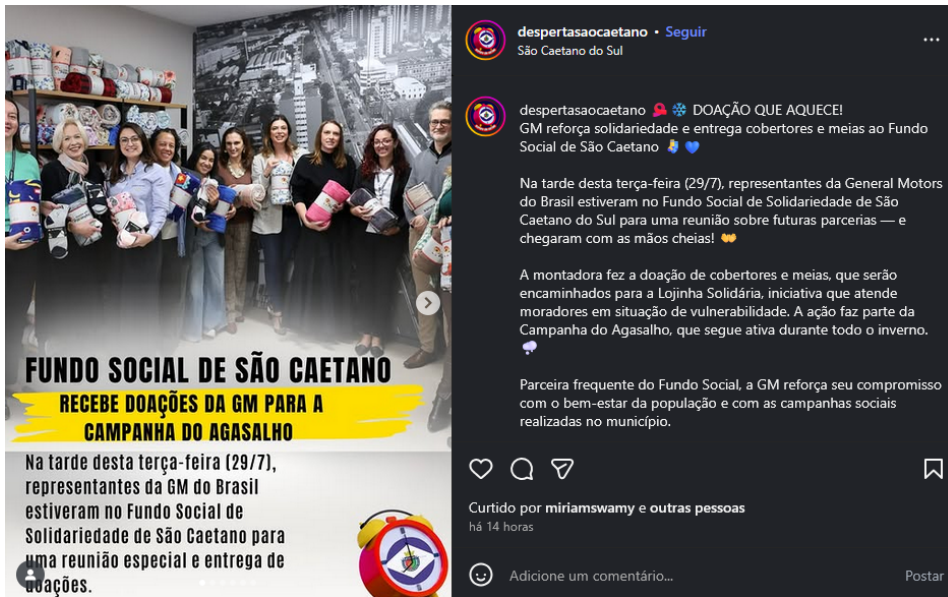 FUNDO SOCIAL DE SÃO CAETANO
RECEBE DOAÇÕES DA GM PARA A
CAMPANHA DO AGASALHO
Na tarde desta terça-feira (29/7),
representantes da GM do Brasil
estiveram no Fundo Social de
Solidariedade de São Caetano para
uma reunião especial e entrega de
doações.
despertasaocaetano • Seguir
São Caetano do Sul
despertasaocaetano 🧣 ❄️ DOAÇÃO QUE AQUECE!
GM reforça solidariedade e entrega cobertores e meias ao Fundo
Social de São Caetano 🧦 💙
Na tarde desta terça-feira (29/7), representantes da General Motors
do Brasil estiveram no Fundo Social de Solidariedade de São
Caetano do Sul para uma reunião sobre futuras parcerias — e
chegaram com as mãos cheias! 👐
A montadora fez a doação de cobertores e meias, que serão
encaminhados para a Lojinha Solidária, iniciativa que atende
moradores em situação de vulnerabilidade. A ação faz parte da
Campanha do Agasalho, que segue ativa durante todo o inverno.
Parceira frequente do Fundo Social, a GM reforça seu compromisso
com o bem-estar da população e com as campanhas sociais
realizadas no município.
Curtido por miriamswamy e outras pessoas
há 14 horas
Adicione um comentário...
Postar